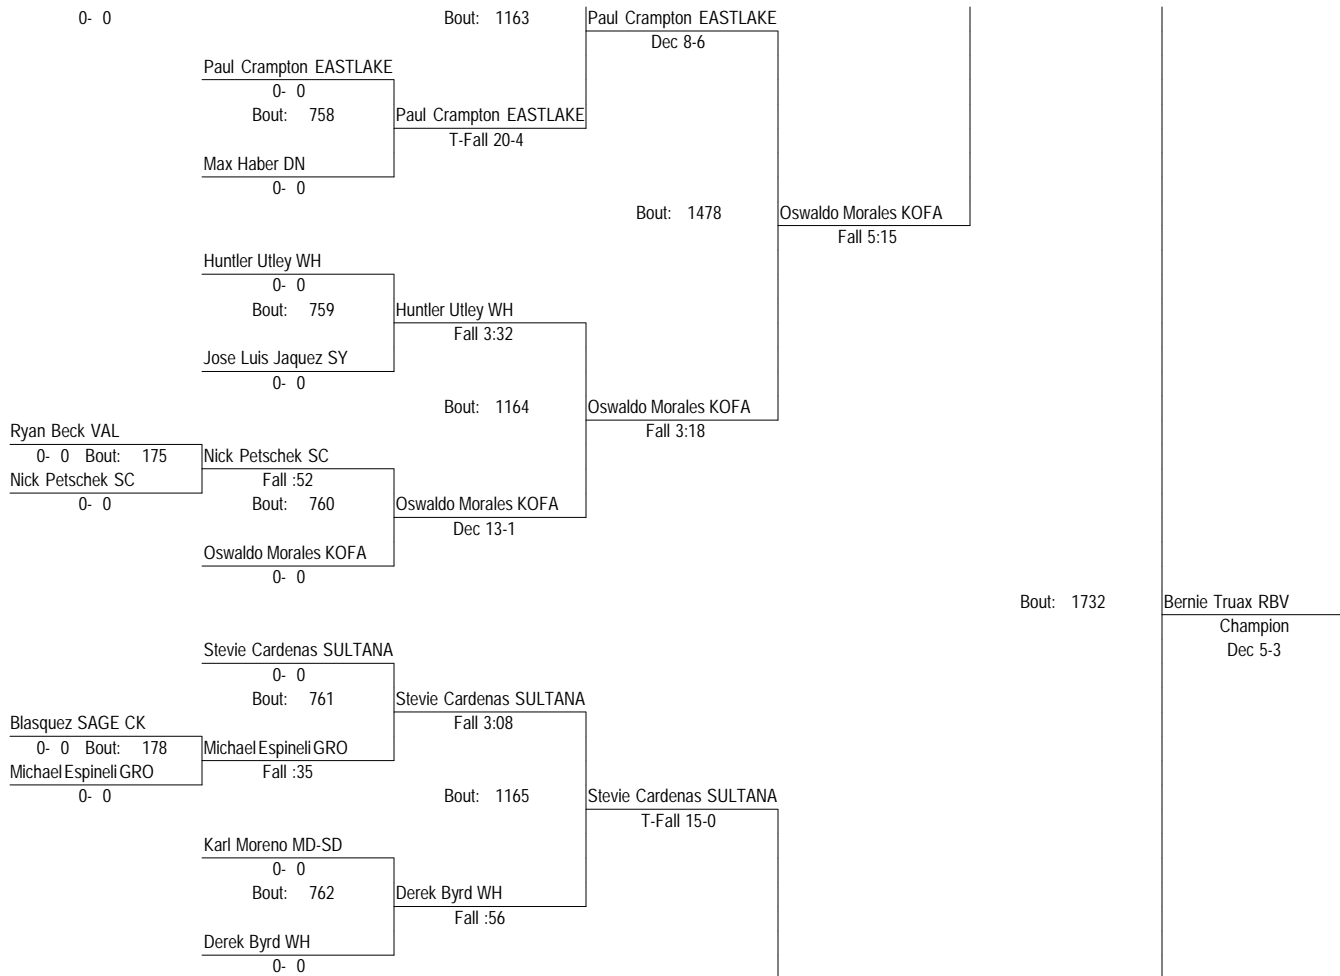 0- 0 Bout: 1163 Paul Crampton EASTLAKE
Dec 8-6
Paul Crampton EASTLAKE
0- 0
Bout: 758 Paul Crampton EASTLAKE
T-Fall 20-4
Max Haber DN
0- 0
Bout: 1478 Oswaldo Morales KOFA
Fall 5:15
Huntler Utley WH
0- 0
Bout: 759 Huntler Utley WH
Fall 3:32
Jose Luis Jaquez SY
0- 0
Bout: 1164 Oswaldo Morales KOFA
Ryan Beck VAL Fall 3:18
0- 0 Bout: 175 Nick Petschek SC
Nick Petschek SC Fall :52
0- 0 Bout: 760 Oswaldo Morales KOFA
Dec 13-1
Oswaldo Morales KOFA
0- 0
Bout: 1732 Bernie Truax RBV
Champion
Stevie Cardenas SULTANA Dec 5-3
0- 0
Bout: 761 Stevie Cardenas SULTANA
Blasquez SAGE CK Fall 3:08
0- 0 Bout: 178 Michael Espineli GRO
Michael Espineli GRO Fall :35
0- 0 Bout: 1165 Stevie Cardenas SULTANA
T-Fall 15-0
Karl Moreno MD-SD
0- 0
Bout: 762 Derek Byrd WH
Fall :56
Derek Byrd WH
0- 0